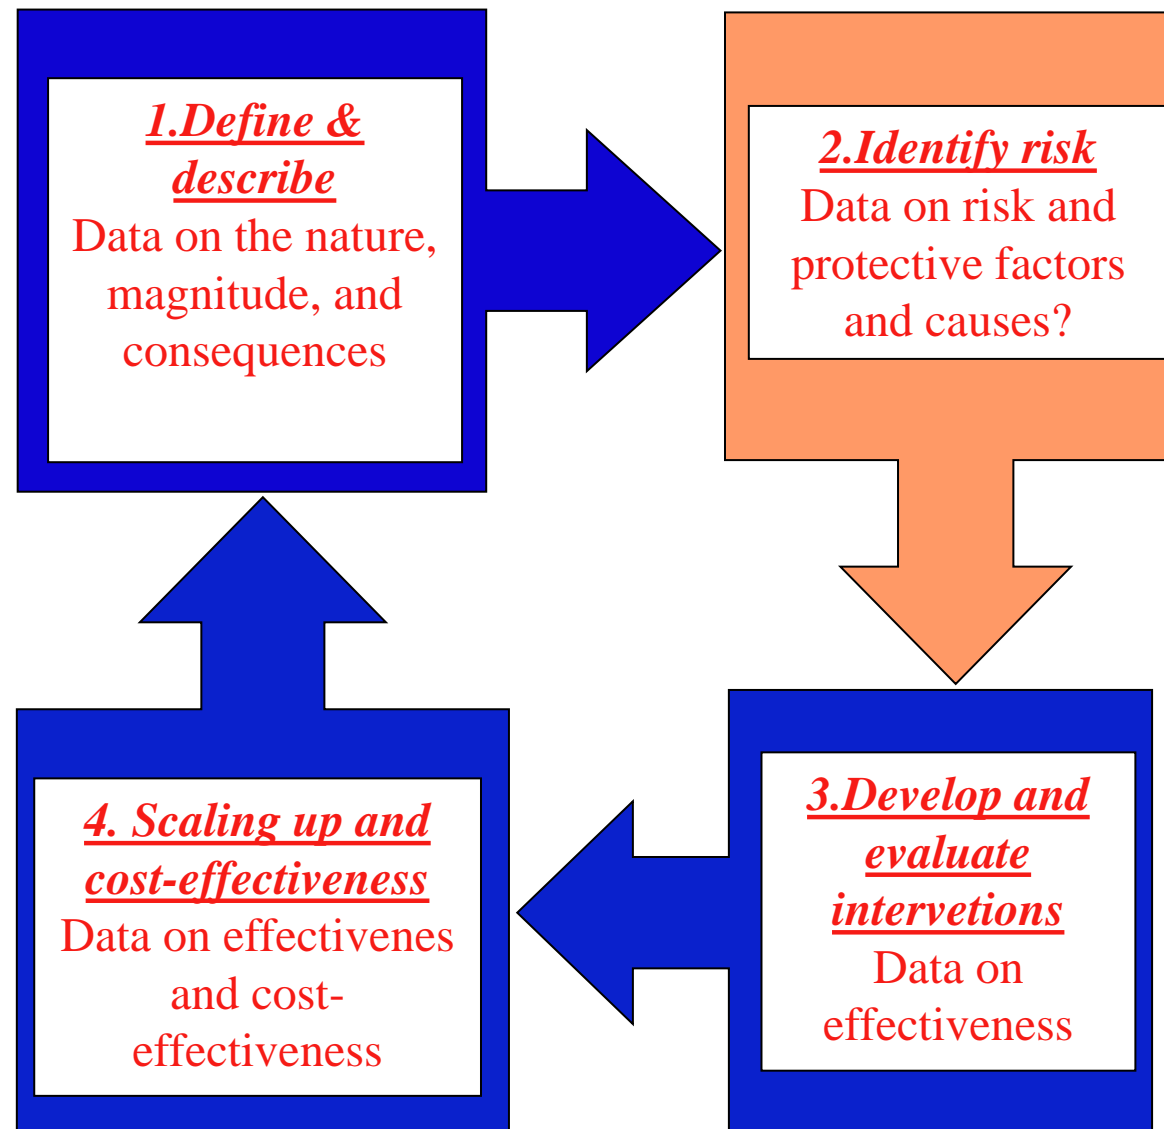 1.Define &
describe
Data on the nature,
magnitude, and
consequences
2.Identify risk
Data on risk and
protective factors
and causes?
3.Develop and
evaluate
intervetions
Data on
effectiveness
4. Scaling up and
cost-effectiveness
Data on effectivenes
and cost-
effectiveness